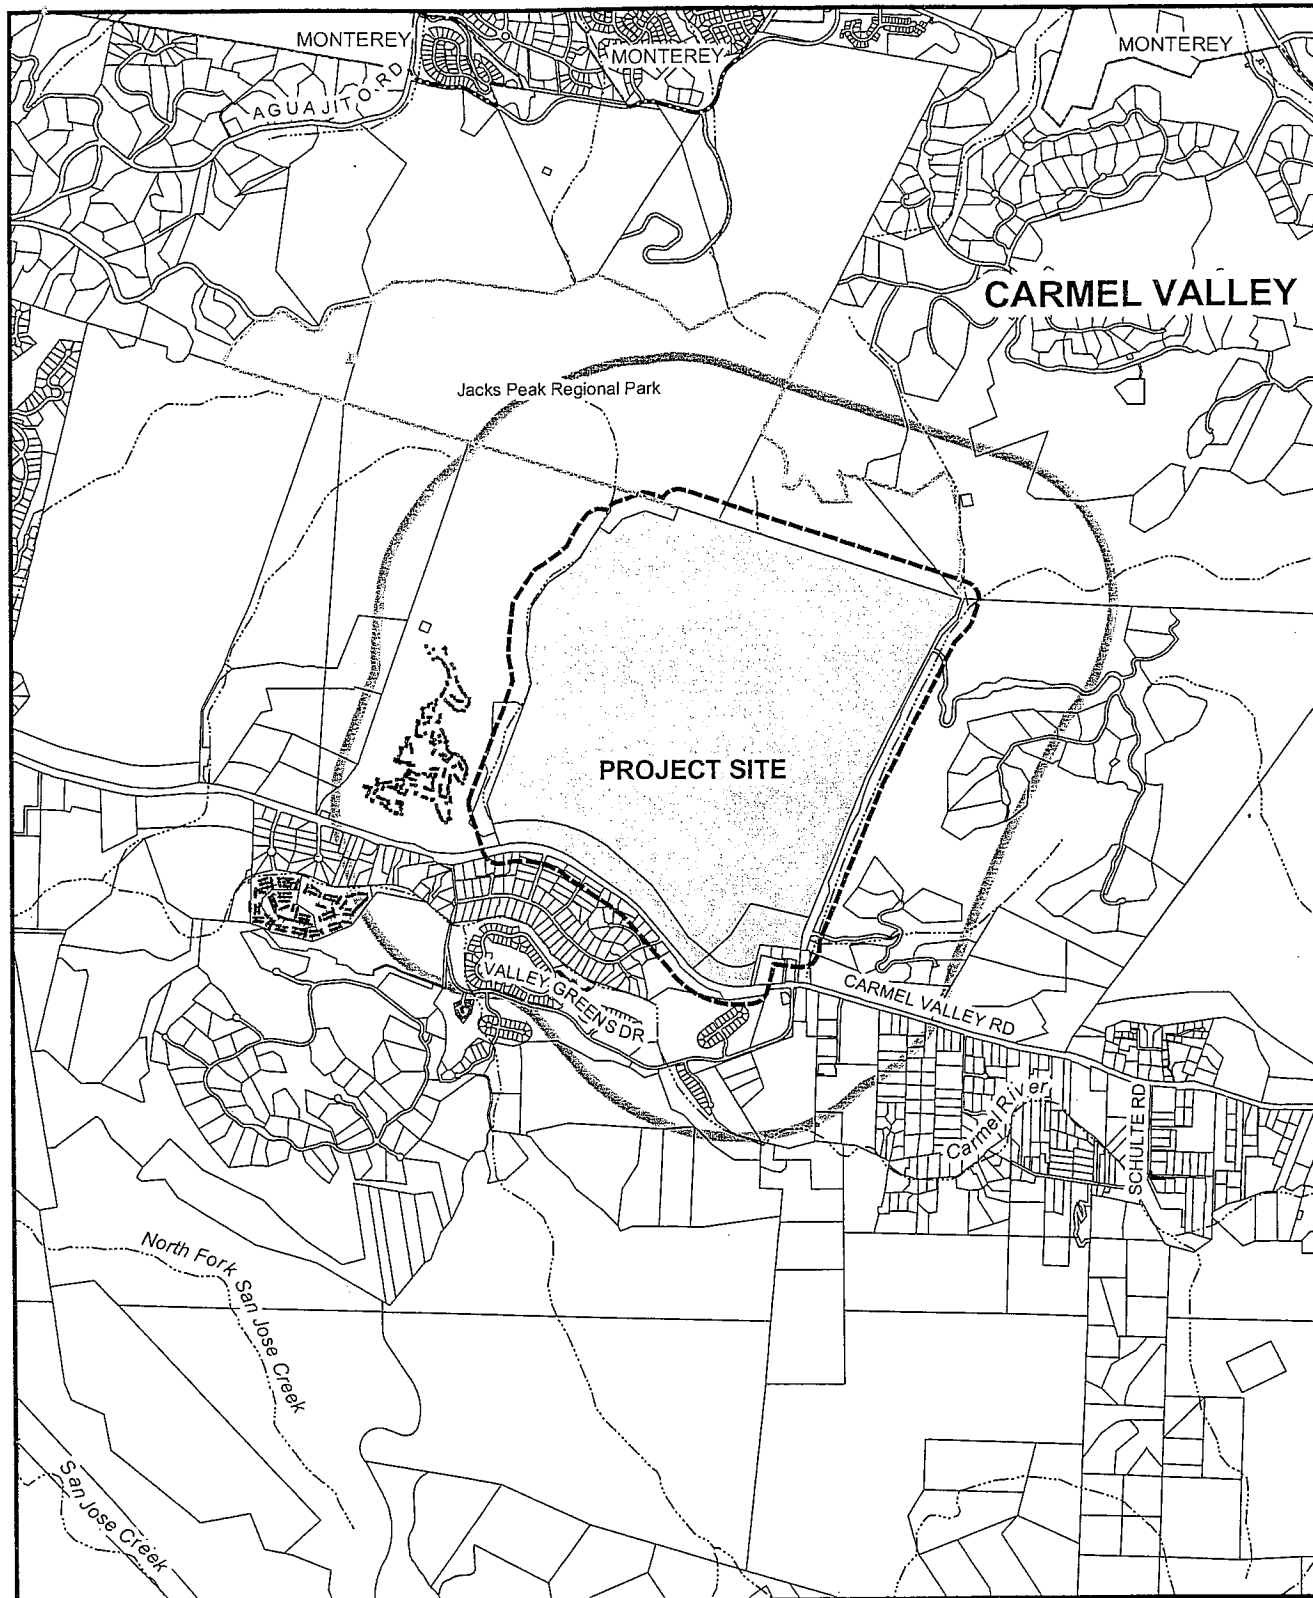 MONTEREY
MONTEREY
MONTEREY
AGUAJITO RD
CARMEL VALLEY
Jacks Peak Regional Park
PROJECT SITE
VALLEY GREENS DR
CARMEL VALLEY RD
Carmel River
SCHULTE RD
North Fork San Jose Creek
San Jose Creek